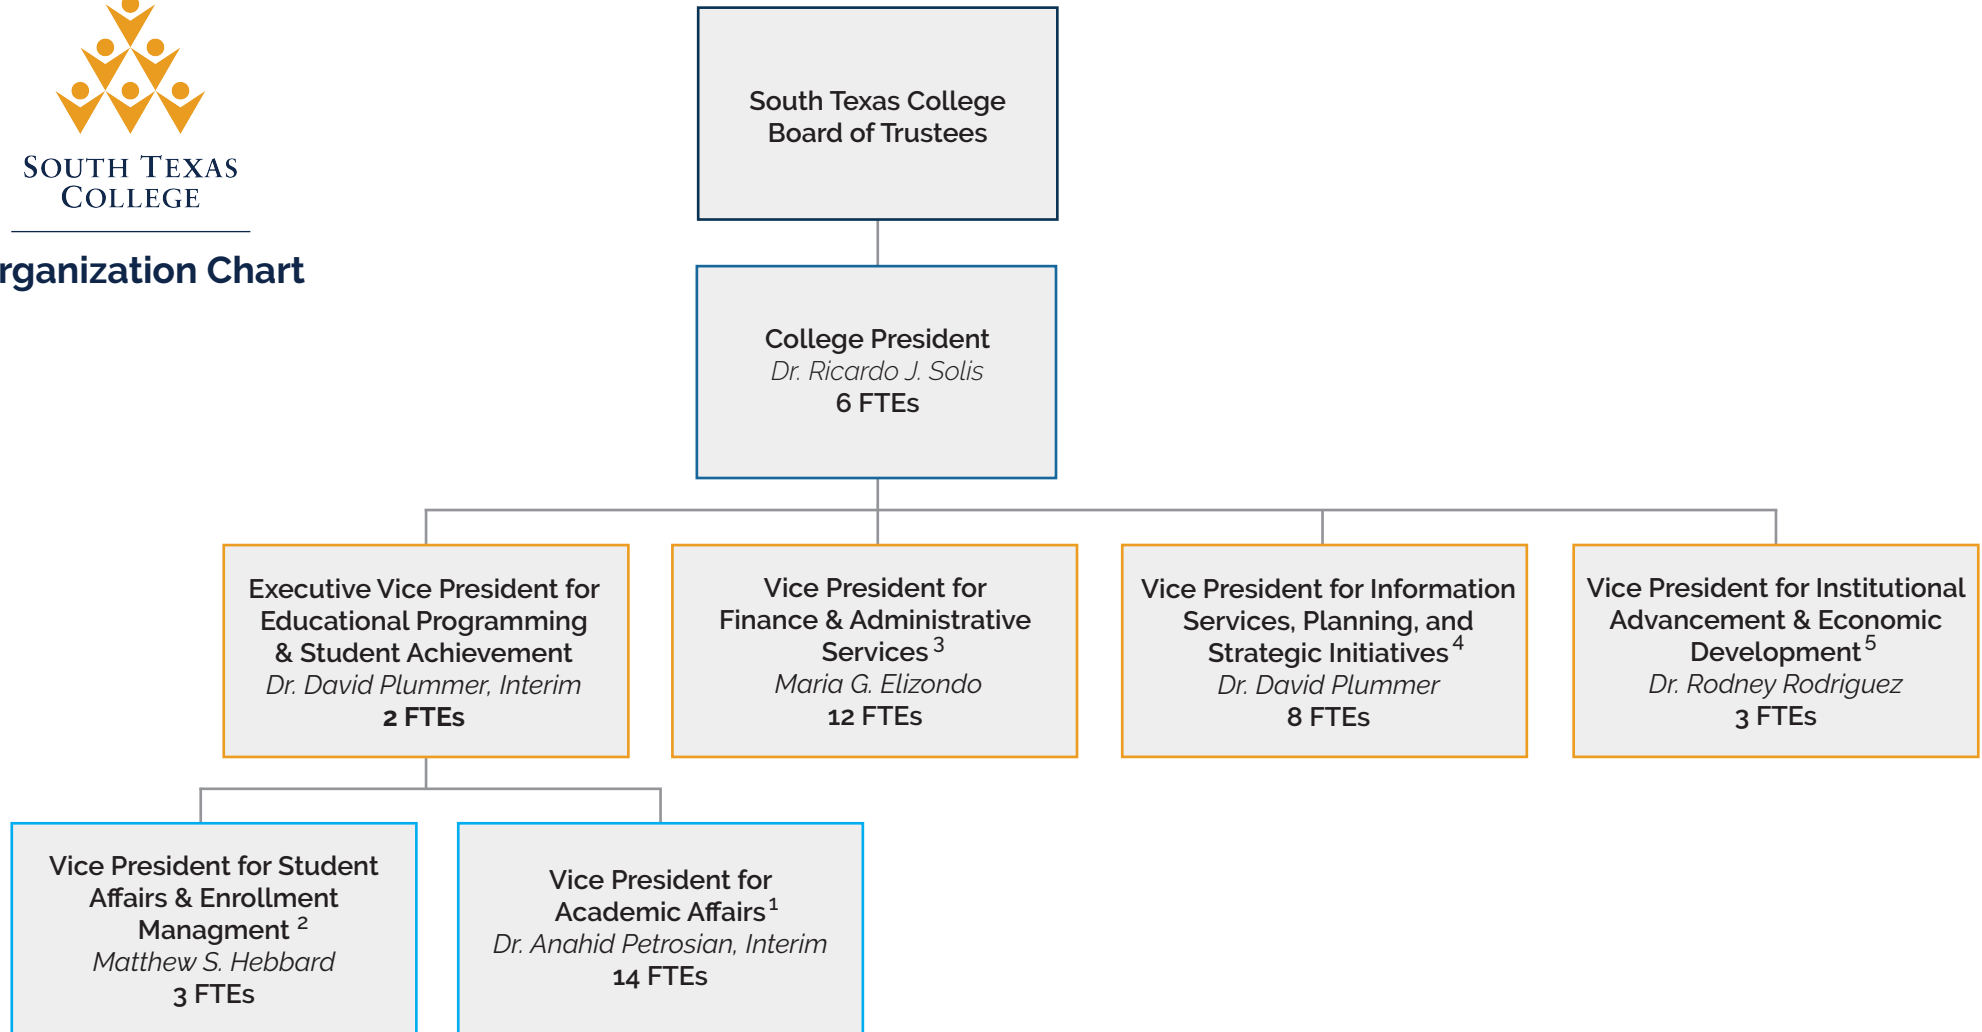 SOUTH TEXAS
COLLEGE
rganization Chart
South Texas College
Board of Trustees
College President
Dr. Ricardo J. Solis
6 FTEs
Executive Vice President for
Educational Programming
& Student Achievement
Dr. David Plummer, Interim
2 FTEs
Vice President for
Finance & Administrative
Services 3
Maria G. Elizondo
12 FTEs
Vice President for Information
Services, Planning, and
Strategic Initiatives 4
Dr. David Plummer
8 FTEs
Vice President for Institutional
Advancement & Economic
Development 5
Dr. Rodney Rodriguez
3 FTEs
Vice President for Student
Affairs & Enrollment
Managment 2
Matthew S. Hebbard
3 FTEs
Vice President for
Academic Affairs 1
Dr. Anahid Petrosian, Interim
14 FTEs